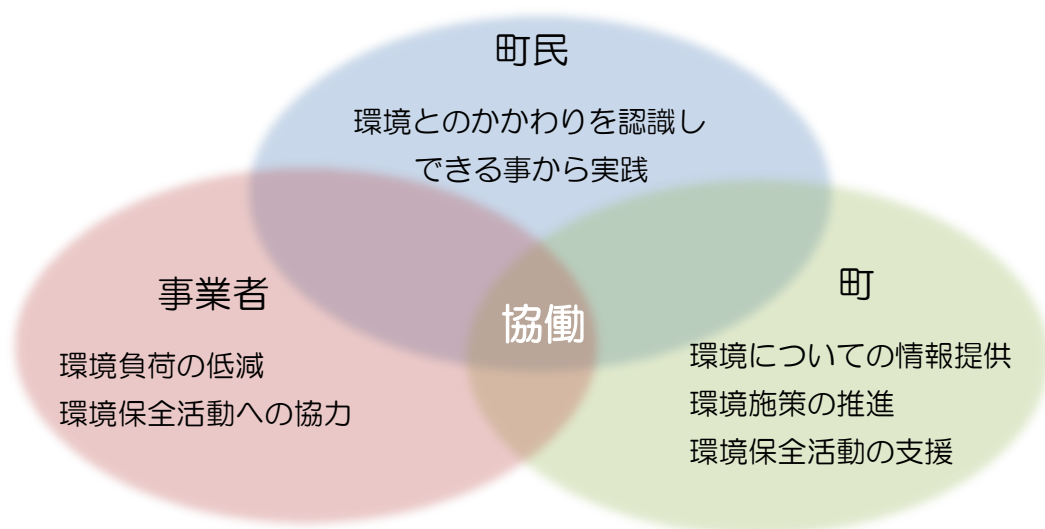 町民
環境とのかかわりを認識し
できる事から実践
事業者
環境負荷の低減
環境保全活動への協力
協働
町
環境についての情報提供
環境施策の推進
環境保全活動の支援